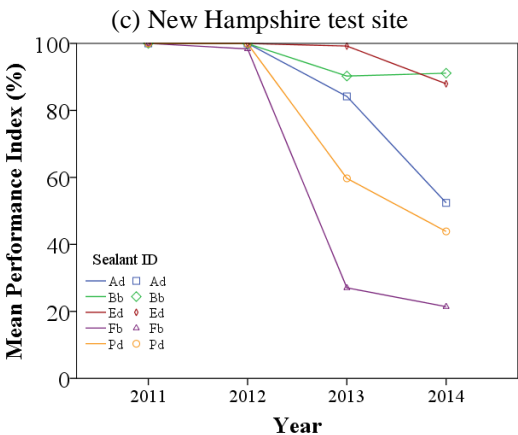 (c) New Hampshire test site
Mean Performance Index (%)
100
80
60
40
20
0
Sealant ID
Ad Ad
Bb Bb
Ed Ed
Fb Fb
Pd Pd
2011 2012 2013 2014
Year